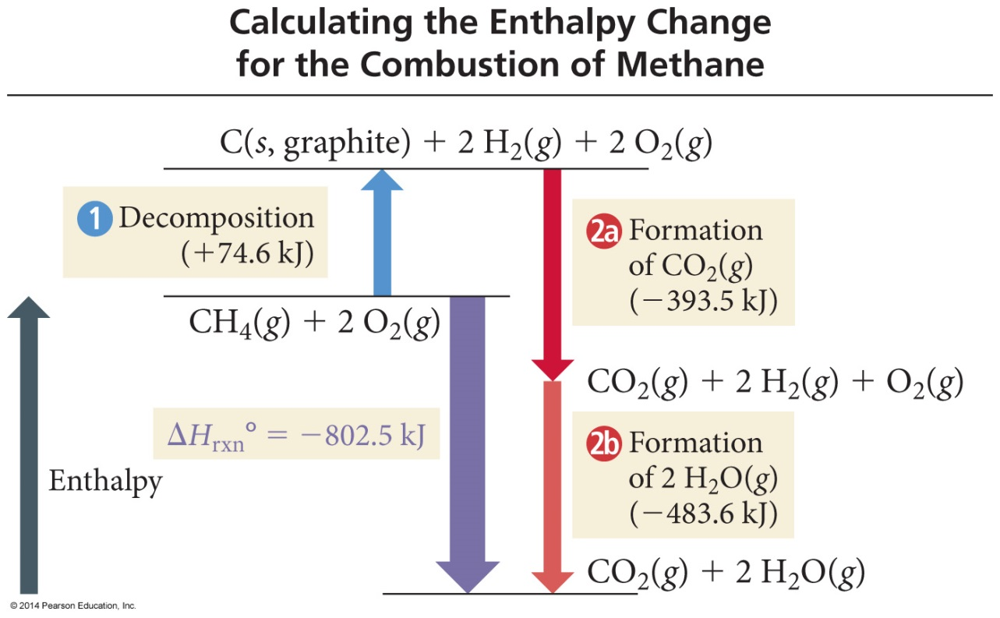 Calculating the Enthalpy Change
for the Combustion of Methane
C(s, graphite) + 2 H₂(g) + 2 O₂(g)
1 Decomposition
(+74.6 kJ)
2a Formation
of CO₂(g)
(−393.5 kJ)
CH₄(g) + 2 O₂(g)
CO₂(g) + 2 H₂(g) + O₂(g)
ΔHrxn° = −802.5 kJ
2b Formation
of 2 H₂O(g)
(−483.6 kJ)
Enthalpy
CO₂(g) + 2 H₂O(g)
© 2014 Pearson Education, Inc.